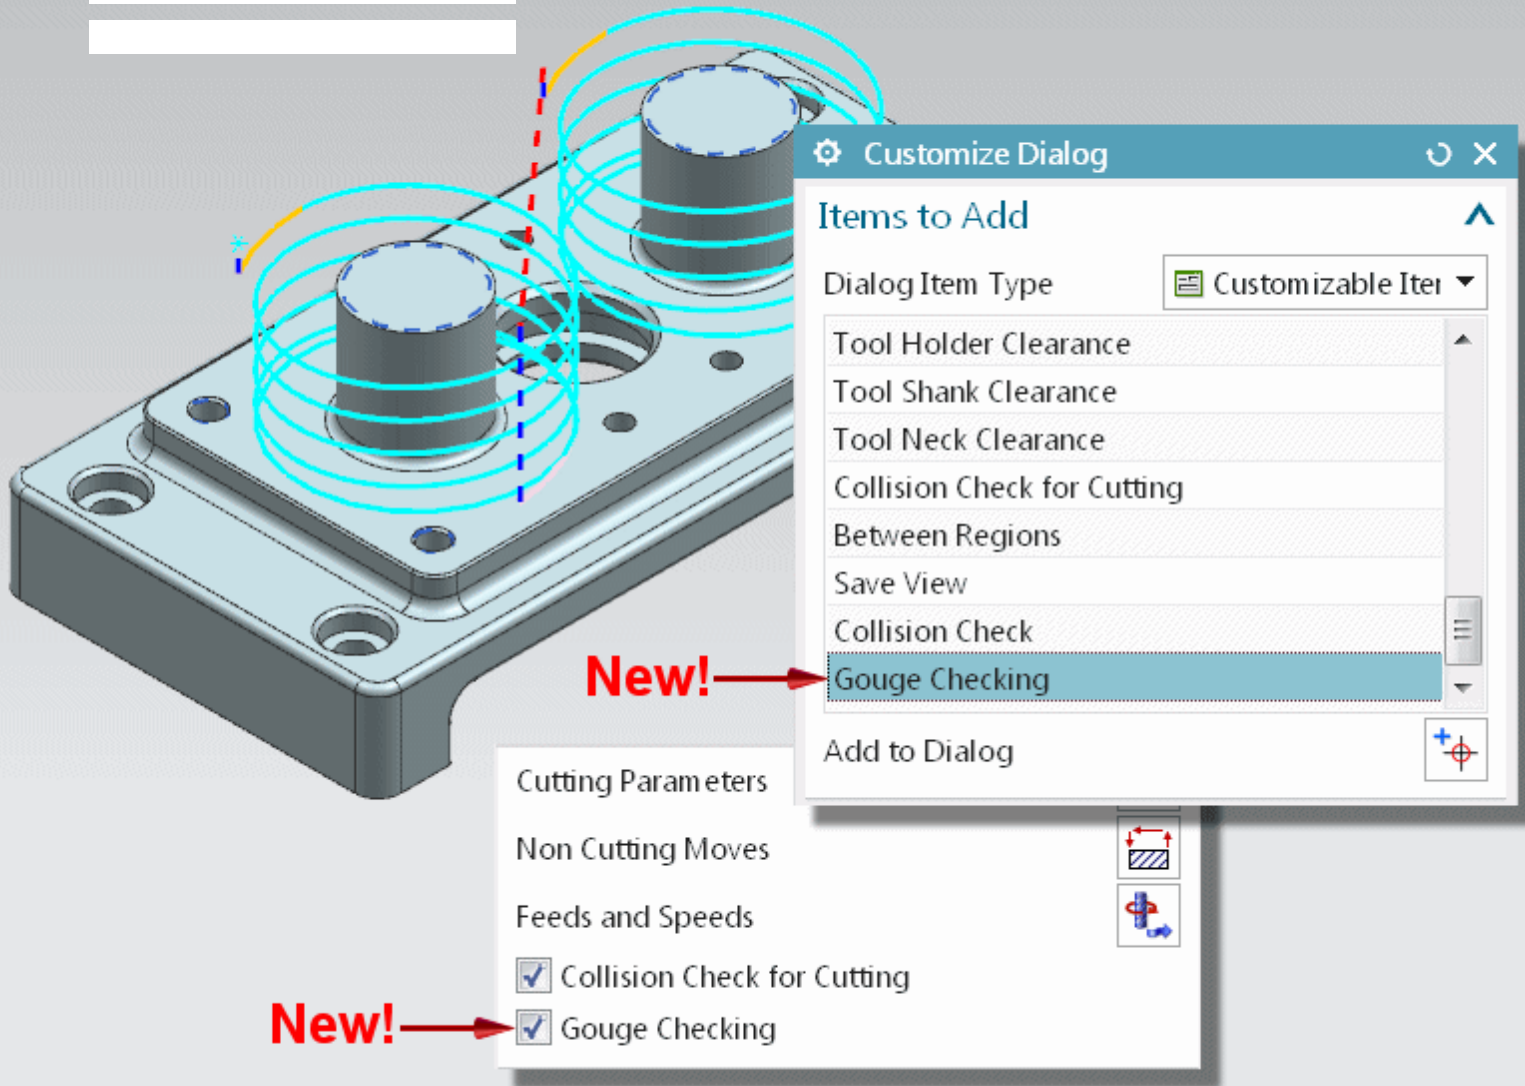 Customize Dialog
Items to Add
Dialog Item Type
Customizable Iter
Tool Holder Clearance
Tool Shank Clearance
Tool Neck Clearance
Collision Check for Cutting
Between Regions
Save View
Collision Check
New!
Gouge Checking
Add to Dialog
Cutting Parameters
Non Cutting Moves
Feeds and Speeds
Collision Check for Cutting
New!
Gouge Checking